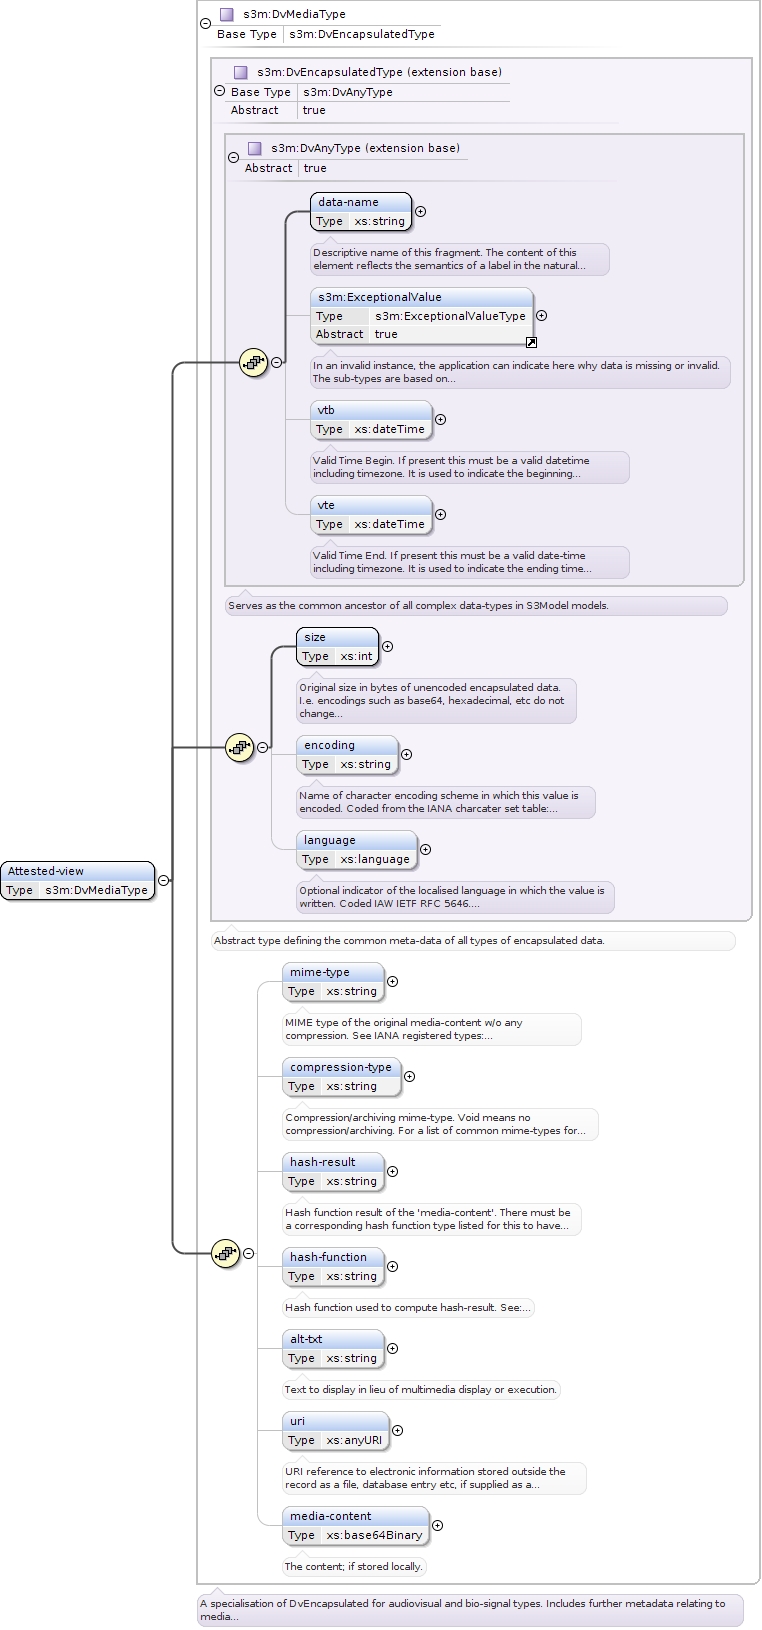 s3m:DvMediaType
Base Type s3m:DvEncapsulatedType
s3m:DvEncapsulatedType (extension base)
Base Type s3m:DvAnyType
Abstract true
s3m:DvAnyType (extension base)
Abstract true
data-name
Type xs:string
Descriptive name of this fragment. The content of this
element reflects the semantics of a label in the natural...
s3m:ExceptionalValue
Type s3m:ExceptionalValueType
Abstract true
In an invalid instance, the application can indicate here why data is missing or invalid.
The sub-types are based on...
vtb
Type xs:dateTime
Valid Time Begin. If present this must be a valid datetime
including timezone. It is used to indicate the beginning...
vte
Type xs:dateTime
Valid Time End. If present this must be a valid date-time
including timezone. It is used to indicate the ending time...
Serves as the common ancestor of all complex data-types in S3Model models.
size
Type xs:int
Original size in bytes of unencoded encapsulated data.
I.e. encodings such as base64, hexadecimal, etc do not
change...
encoding
Type xs:string
Name of character encoding scheme in which this value is
encoded. Coded from the IANA charcater set table:...
language
Type xs:language
Optional indicator of the localised language in which the value is
written. Coded IAW IETF RFC 5646....
Attested-view
Type s3m:DvMediaType
Abstract type defining the common meta-data of all types of encapsulated data.
mime-type
Type xs:string
MIME type of the original media-content w/o any
compression. See IANA registered types:...
compression-type
Type xs:string
Compression/archiving mime-type. Void means no
compression/archiving. For a list of common mime-types for...
hash-result
Type xs:string
Hash function result of the 'media-content'. There must be
a corresponding hash function type listed for this to have...
hash-function
Type xs:string
Hash function used to compute hash-result. See:...
alt-txt
Type xs:string
Text to display in lieu of multimedia display or execution.
uri
Type xs:anyURI
URI reference to electronic information stored outside the
record as a file, database entry etc, if supplied as a...
media-content
Type xs:base64Binary
The content; if stored locally.
A specialisation of DvEncapsulated for audiovisual and bio-signal types. Includes further metadata relating to
media...